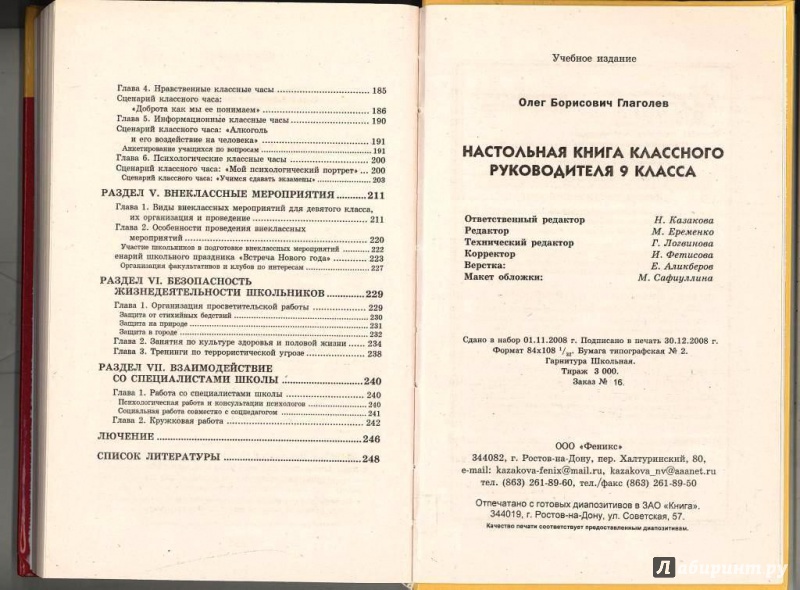 Глава 4. Нравственные классные часы ........ 185
Сценарий классного часа:
«Доброта как мы ее понимаем» ........ 186
Глава 5. Информационные классные часы ........ 190
Сценарий классного часа: «Алкоголь
и его воздействие на человека» ........ 191
Анкетирование учащихся по вопросам ........ 191
Глава 6. Психологические классные часы ........ 200
Сценарий классного часа: «Мой психологический портрет» ... 200
Сценарий классного часа: «Учимся сдавать экзамены» ........ 203
РАЗДЕЛ V. ВНЕКЛАССНЫЕ МЕРОПРИЯТИЯ ........ 211
Глава 1. Виды внеклассных мероприятий для девятого класса,
их организация и проведение ........ 211
Глава 2. Особенности проведения внеклассных
мероприятий ........ 220
Участие школьников в подготовке внеклассных мероприятий ........ 222
енарий школьного праздника «Встреча Нового года» ........ 223
Организация факультативов и клубов по интересам ........ 227
РАЗДЕЛ VI. БЕЗОПАСНОСТЬ
ЖИЗНЕДЕЯТЕЛЬНОСТИ ШКОЛЬНИКОВ ........ 229
Глава 1. Организация просветительской работы ........ 229
Защита от стихийных бедствий ........ 230
Защита на природе ........ 231
Защита в городе ........ 232
Глава 2. Занятия по культуре здоровья и половой жизни ........ 234
Глава 3. Тренинги по террористической угрозе ........ 238
РАЗДЕЛ VII. ВЗАИМОДЕЙСТВИЕ
СО СПЕЦИАЛИСТАМИ ШКОЛЫ ........ 240
Глава 1. Работа со специалистами школы ........ 240
Психологическая работа и консультации психологов ........ 240
Социальная работа совместно с соцпедагогом ........ 241
Глава 2. Кружковая работа ........ 242
ЛЮЧЕНИЕ ........ 246
СПИСОК ЛИТЕРАТУРЫ ........ 248
Учебное издание
Олег Борисович Глаголев
НАСТОЛЬНАЯ КНИГА КЛАССНОГО
РУКОВОДИТЕЛЯ 9 КЛАССА
Ответственный редактор Н. Казакова
Редактор М. Еременко
Технический редактор Г. Логвинова
Корректор И. Фетисова
Верстка: Е. Аликберов
Макет обложки: М. Сафиуллина
Сдано в набор 01.11.2008 г. Подписано в печать 30.12.2008 г.
Формат 84х108 1/32. Бумага типографская № 2.
Гарнитура Школьная.
Тираж 3 000.
Заказ № 16.
ООО «Феникс»
344082, г. Ростов-на-Дону, пер. Халтуринский, 80,
e-mail: kazakova-fenix@mail.ru, kazakova_nv@aaanet.ru
тел. (863) 261-89-60, тел./факс (863) 261-89-50
Отпечатано с готовых диапозитивов в ЗАО «Книга».
344019, г. Ростов-на-Дону, ул. Советская, 57.
Качество печати соответствует предоставленным диапозитивам.
Лабиринт.ру